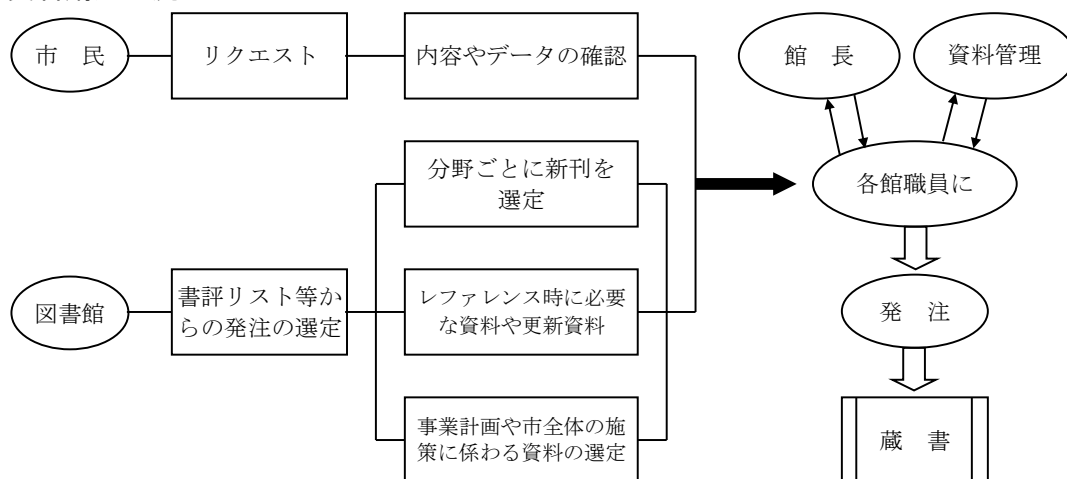 市　民
リクエスト
内容やデータの確認
館　長
資料管理
分野ごとに新刊を
選定
各館職員に
図書館
書評リスト等か
らの発注の選定
レファレンス時に必要
な資料や更新資料
発　注
事業計画や市全体の施
策に係わる資料の選定
蔵　書